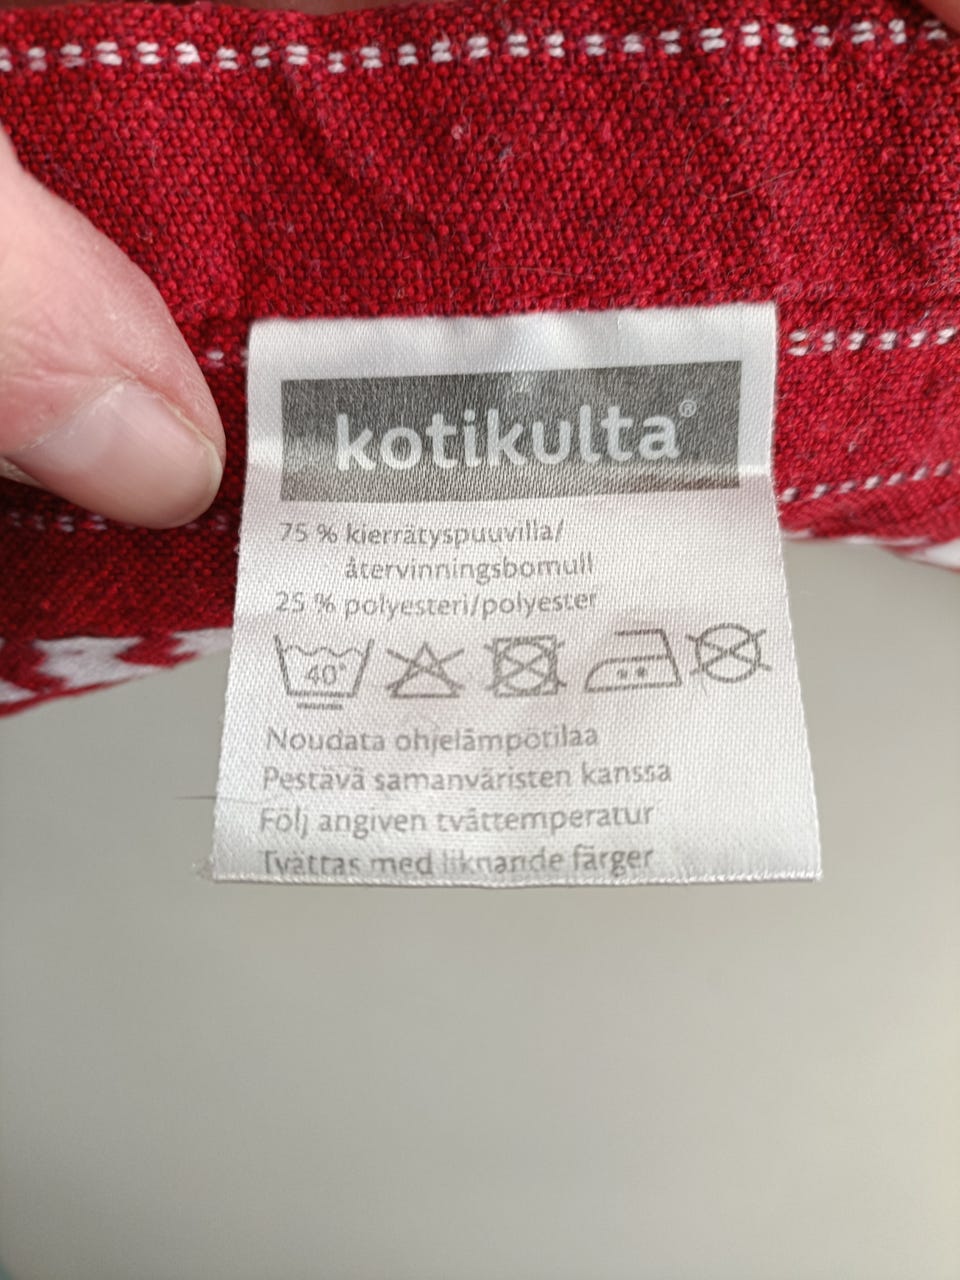 kotikulta®
75 % kierrätyspuuvilla/
återvinningsbomull
25 % polyesteri/polyester
40°
Noudata ohjelämpötilaa
Pestävä samanväristen kanssa
Följ angiven tvättemperatur
Tvättas med liknande färger